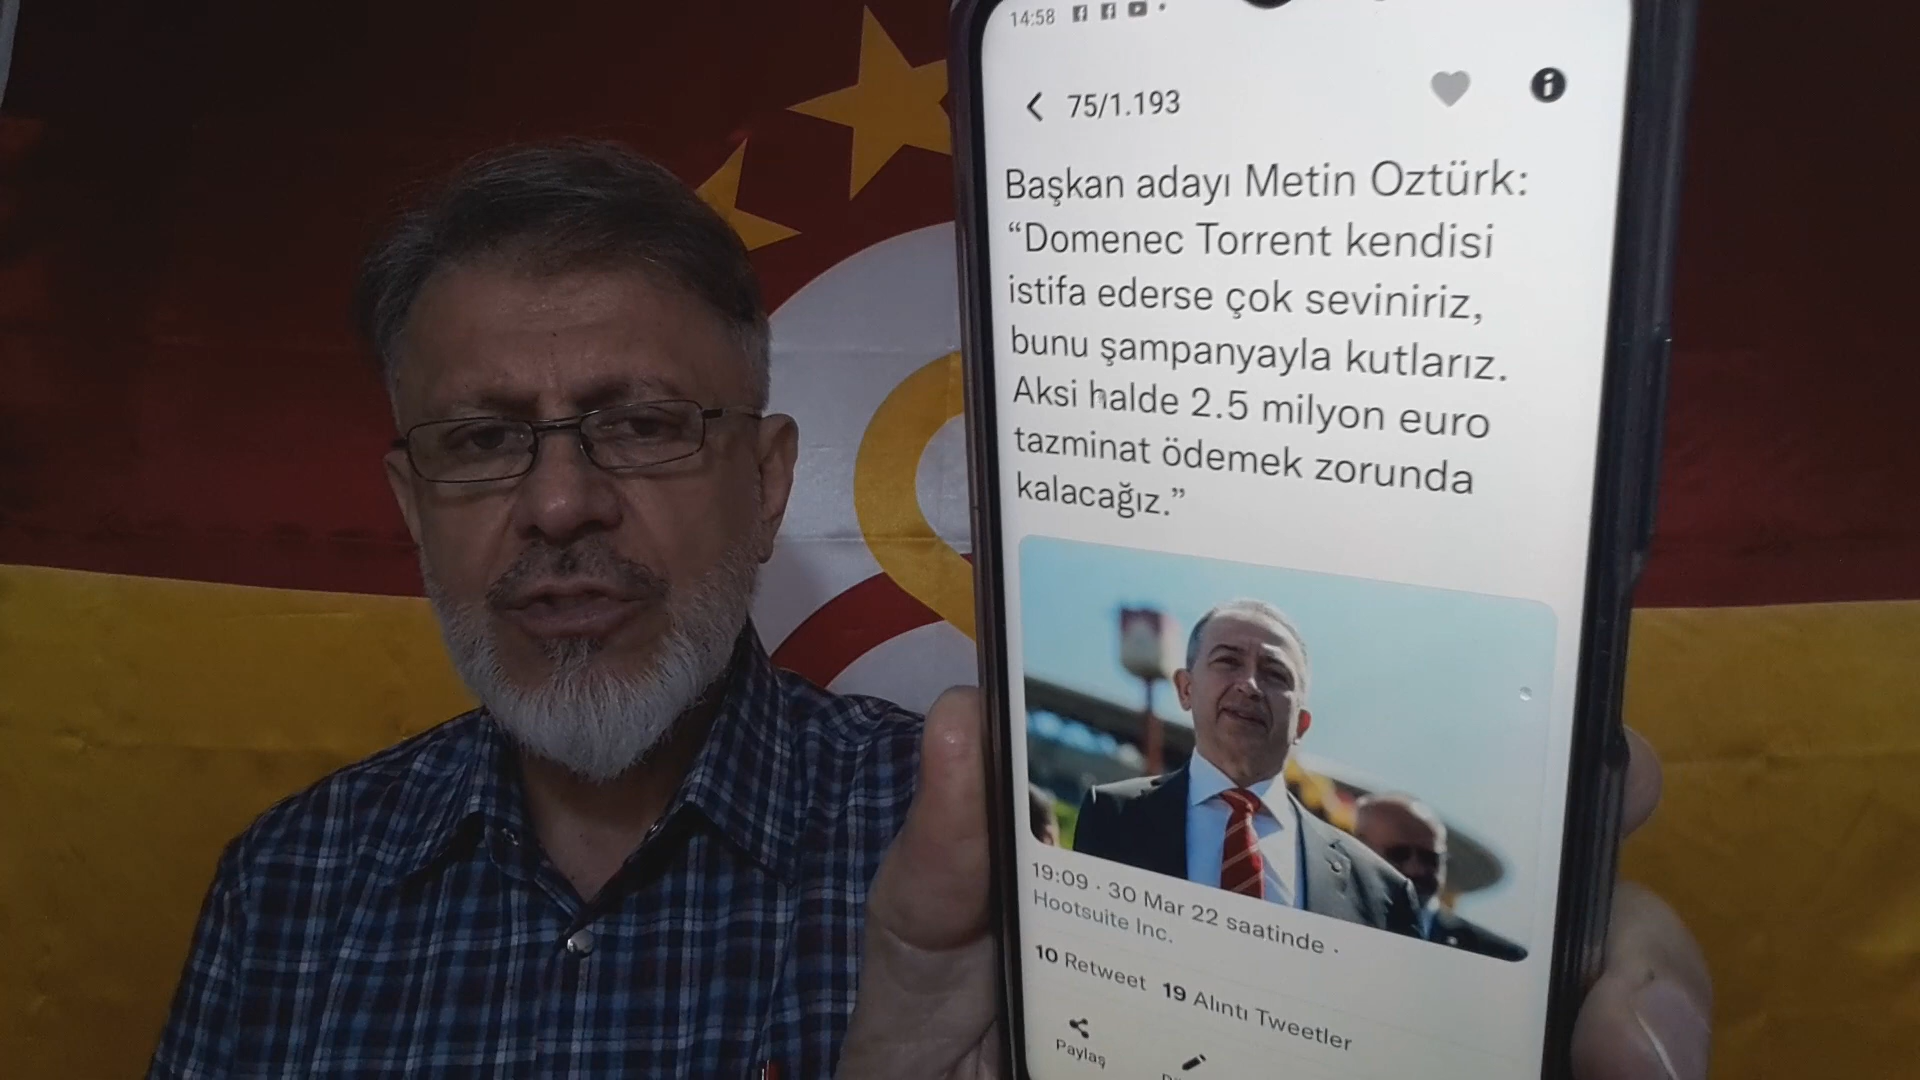 14:58
75/1.193
Başkan adayı Metin Oztürk:
“Domenec Torrent kendisi
istifa ederse çok seviniriz,
bunu şampanyayla kutlarız.
Aksi halde 2.5 milyon euro
tazminat ödemek zorunda
kalacağız.”
19:09 · 30 Mar 22 saatinde ·
Hootsuite Inc.
10 Retweet 19 Alıntı Tweetler
Paylaş